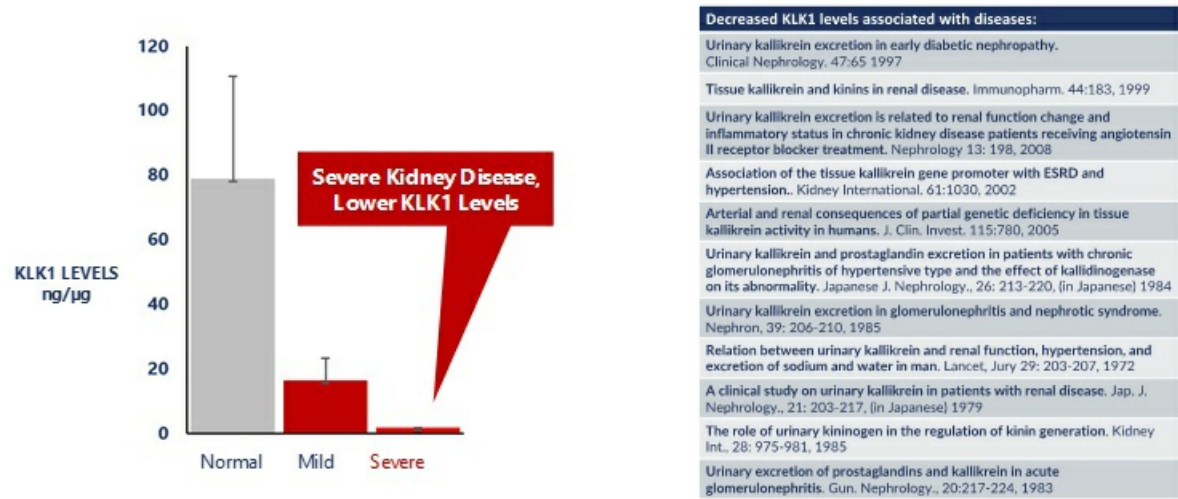 120
100
80
60
40
20
0
KLK1 LEVELS
ng/µg
Severe Kidney Disease,
Lower KLK1 Levels
Normal
Mild
Severe
Decreased KLK1 levels associated with diseases:
Urinary kallikrein excretion in early diabetic nephropathy.
Clinical Nephrology. 47:65 1997
Tissue kallikrein and kinins in renal disease. Immunopharm. 44:183, 1999
Urinary kallikrein excretion is related to renal function change and
inflammatory status in chronic kidney disease patients receiving angiotensin
II receptor blocker treatment. Nephrology 13: 198, 2008
Association of the tissue kallikrein gene promoter with ESRD and
hypertension.. Kidney International. 61:1030, 2002
Arterial and renal consequences of partial genetic deficiency in tissue
kallikrein activity in humans. J. Clin. Invest. 115:780, 2005
Urinary kallikrein and prostaglandin excretion in patients with chronic
glomerulonephritis of hypertensive type and the effect of kallidinogenase
on its abnormality. Japanese J. Nephrology., 26: 213-220, (in Japanese) 1984
Urinary kallikrein excretion in glomerulonephritis and nephrotic syndrome.
Nephron, 39: 206-210, 1985
Relation between urinary kallikrein and renal function, hypertension, and
excretion of sodium and water in man. Lancet, Jury 29: 203-207, 1972
A clinical study on urinary kallikrein in patients with renal disease. Jap. J.
Nephrology., 21: 203-217, (in Japanese) 1979
The role of urinary kininogen in the regulation of kinin generation. Kidney
Int., 28: 975-981, 1985
Urinary excretion of prostaglandins and kallikrein in acute
glomerulonephritis. Gun. Nephrology., 20:217-224, 1983